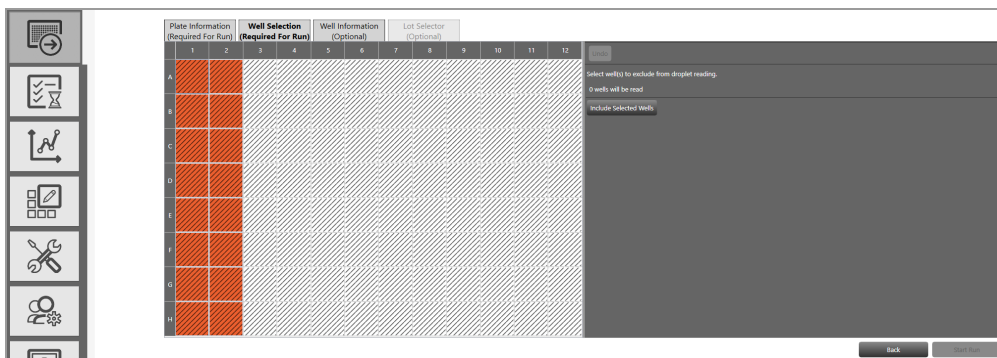 Plate Information
(Required For Run)
Well Selection
(Required For Run)
Well Information
(Optional)
Lot Selector
(Optional)
1 2 3 4 5 6 7 8 9 10 11 12
Undo
A
Select well(s) to exclude from droplet reading.
0 wells will be read
B
Include Selected Wells
C
D
E
F
G
H
Back
Start Run